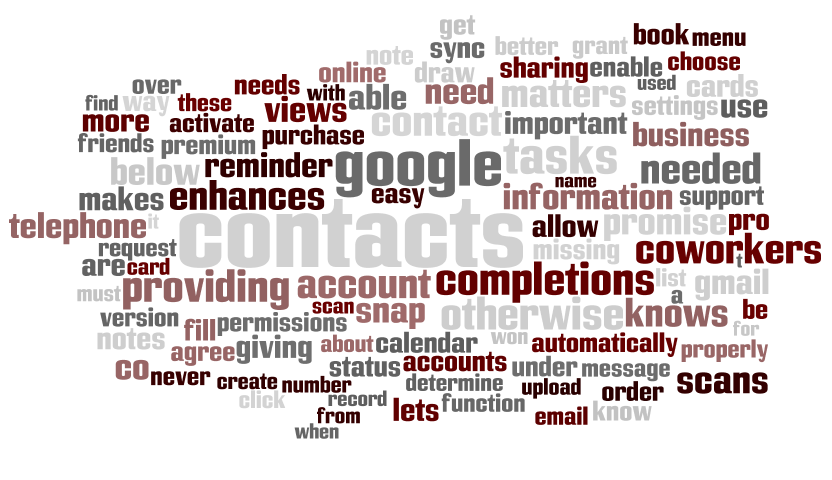 get
sync better grant book menu
note
online draw sharing enable choose
over needs with able need matters used cards
find way these views settings use
more activate contact important
friends premium purchase business
below reminder google tasks needed
makes enhances easy name information support
telephone it contacts allow promise pro
request missing coworkers
are card t
must providing account completions list gmail
a
version scan snap otherwise knows be
fill permissions for
notes agree giving about calendar won automatically properly
co never status accounts under message
create number determine upload order scans
click record function
from lets email know
when